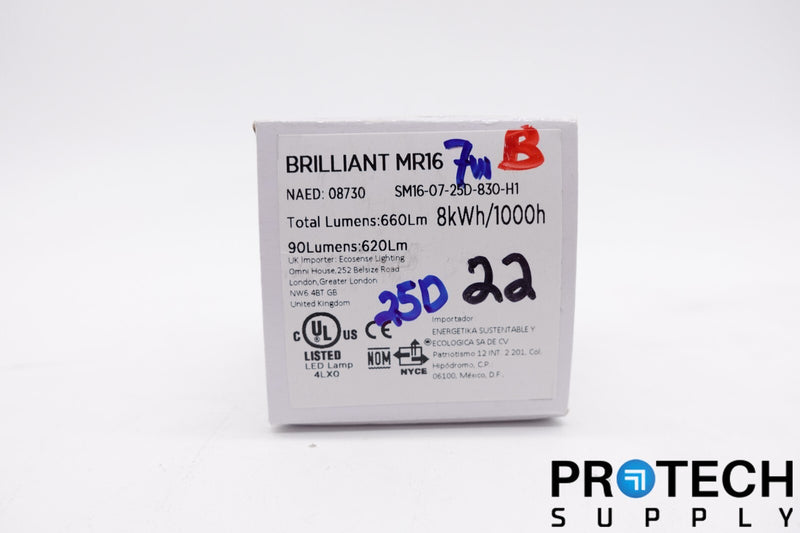 BRILLIANT MR16 7W B
NAED: 08730 SM16-07-25D-830-H1
Total Lumens:660Lm 8kWh/1000h
90Lumens:620Lm
UK Importer: Ecosense Lighting
Omni House,252 Belsize Road
London,Greater London
NW6 4BT GB
United Kingdom
25D 22
C UL US CE
LISTED
LED Lamp
4LX0
NOM
NYCE
Importador
ENERGETIKA SUSTENTABLE Y
ECOLOGICA SA DE CV
Patriotismo 12 INT. 2.201, Col.
Hipódromo, C.P.
06100, México, D.F.
PROTECH
SUPPLY